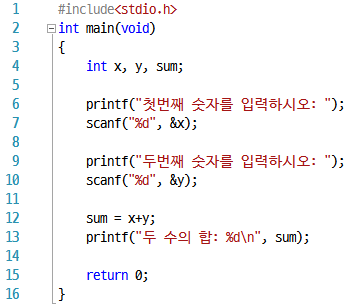 1 #include<stdio.h>
2 int main(void)
3 {
4 int x, y, sum;
5
6 printf("첫번째 숫자를 입력하시오: ");
7 scanf("%d", &x);
8
9 printf("두번째 숫자를 입력하시오: ");
10 scanf("%d", &y);
11
12 sum = x+y;
13 printf("두 수의 합: %d\n", sum);
14
15 return 0;
16 }